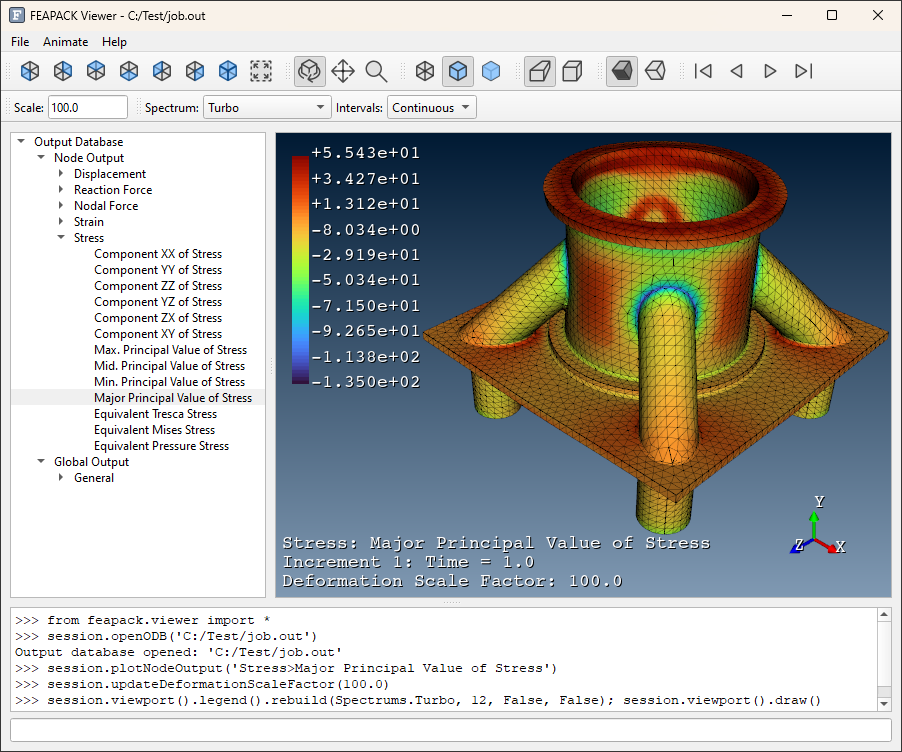 FEAPACK Viewer - C:/Test/job.out
File Animate Help
Scale: 100.0 Spectrum: Turbo Intervals: Continuous
Output Database
Node Output
Displacement
Reaction Force
Nodal Force
Strain
Stress
Component XX of Stress
Component YY of Stress
Component ZZ of Stress
Component YZ of Stress
Component ZX of Stress
Component XY of Stress
Max. Principal Value of Stress
Mid. Principal Value of Stress
Min. Principal Value of Stress
Major Principal Value of Stress
Equivalent Tresca Stress
Equivalent Mises Stress
Equivalent Pressure Stress
Global Output
General
+5.543e+01
+3.427e+01
+1.312e+01
-8.034e+00
-2.919e+01
-5.034e+01
-7.150e+01
-9.265e+01
-1.138e+02
-1.350e+02
Y
Z X
Stress: Major Principal Value of Stress
Increment 1: Time = 1.0
Deformation Scale Factor: 100.0
>>> from feapack.viewer import *
>>> session.openODB('C:/Test/job.out')
Output database opened: 'C:/Test/job.out'
>>> session.plotNodeOutput('Stress>Major Principal Value of Stress')
>>> session.updateDeformationScaleFactor(100.0)
>>> session.viewport().legend().rebuild(Spectrums.Turbo, 12, False, False); session.viewport().draw()